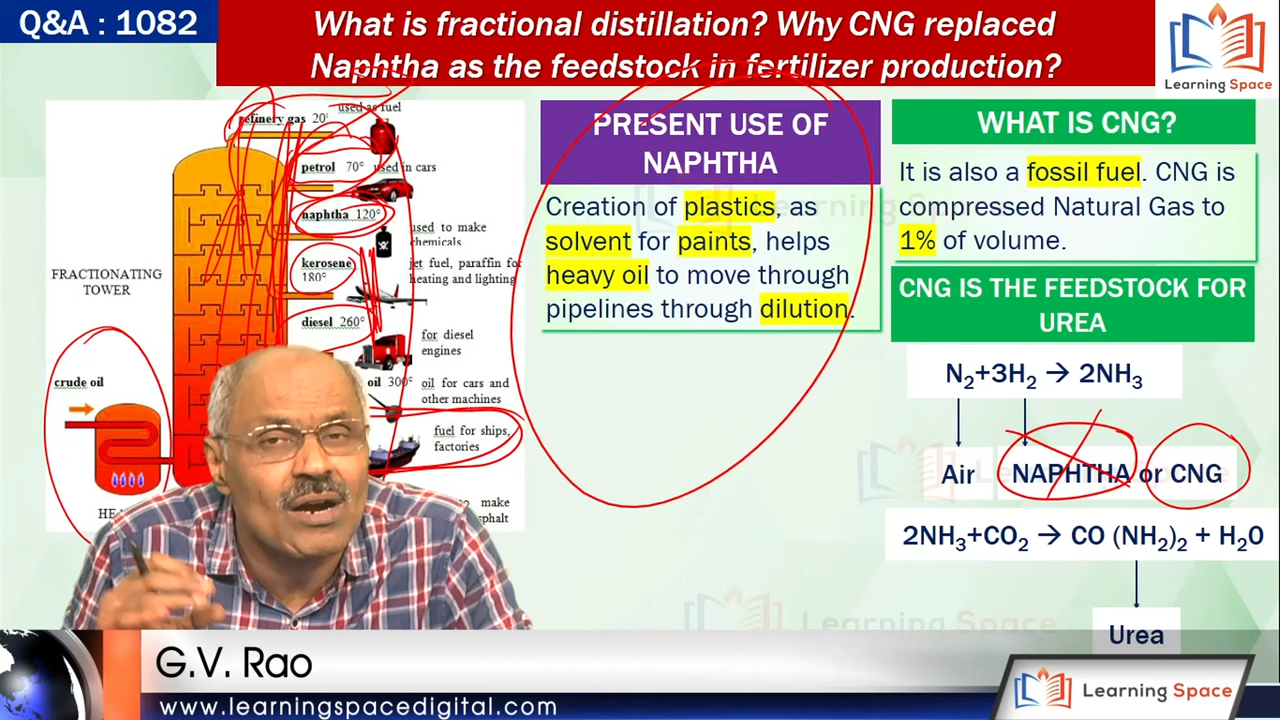 Q&A : 1082
What is fractional distillation? Why CNG replaced
Naphtha as the feedstock in fertilizer production?
Learning Space
refinery gas 20°
used as fuel
petrol 70° used in cars
naphtha 120°
used to make
chemicals
kerosene
180°
jet fuel, paraffin for
heating and lighting
diesel 260°
for diesel
engines
oil 300° oil for cars and
other machines
fuel for ships,
factories
make
FRACTIONATING
TOWER
crude oil
PRESENT USE OF
NAPHTHA
Creation of plastics, as
solvent for paints, helps
heavy oil to move through
pipelines through dilution.
WHAT IS CNG?
It is also a fossil fuel. CNG is
compressed Natural Gas to
1% of volume.
CNG IS THE FEEDSTOCK FOR
UREA
N₂+3H₂ → 2NH₃
Air NAPHTHA or CNG
2NH₃+CO₂ → CO (NH₂)₂ + H₂O
Urea
Learning Space
G.V. Rao
www.learningspacedigital.com
Learning Space